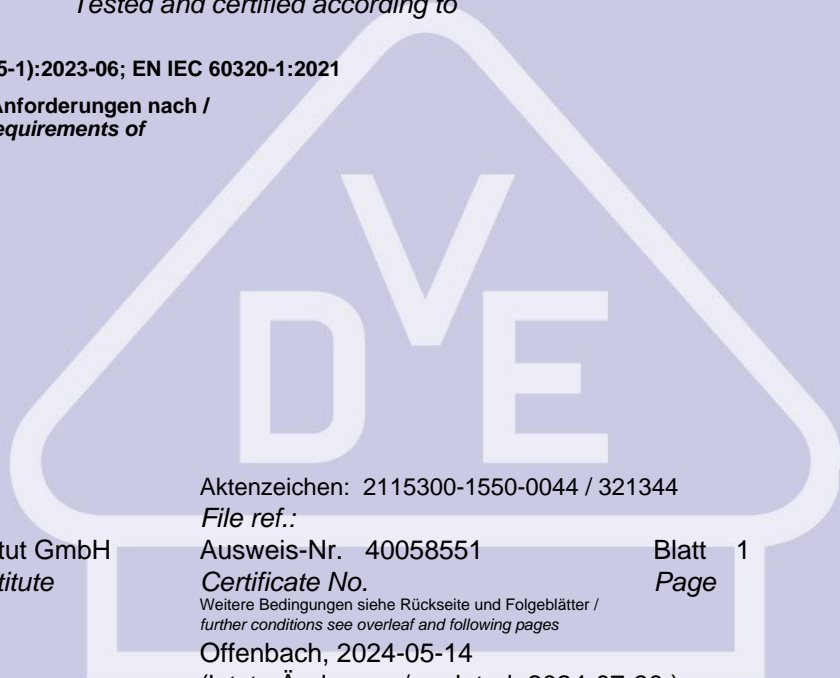 Tested and certified according to
5-1):2023-06; EN IEC 60320-1:2021
Anforderungen nach /
equirements of
VDE
Aktenzeichen: 2115300-1550-0044 / 321344
File ref.:
tut GmbH Ausweis-Nr. 40058551 Blatt 1
titute Certificate No. Page
Weitere Bedingungen siehe Rückseite und Folgeblätter /
further conditions see overleaf and following pages
Offenbach, 2024-05-14